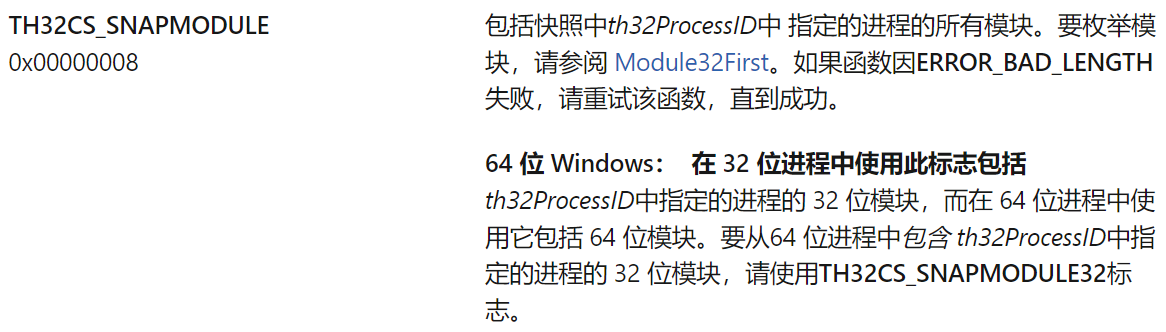 TH32CS_SNAPMODULE
0x00000008
包括快照中th32ProcessID中 指定的进程的所有模块。要枚举模
块，请参阅 Module32First。如果函数因ERROR_BAD_LENGTH
失败，请重试该函数，直到成功。
64 位 Windows： 在 32 位进程中使用此标志包括
th32ProcessID中指定的进程的 32 位模块，而在 64 位进程中使
用它包括 64 位模块。要从64 位进程中包含 th32ProcessID中指
定的进程的 32 位模块，请使用TH32CS_SNAPMODULE32标
志。